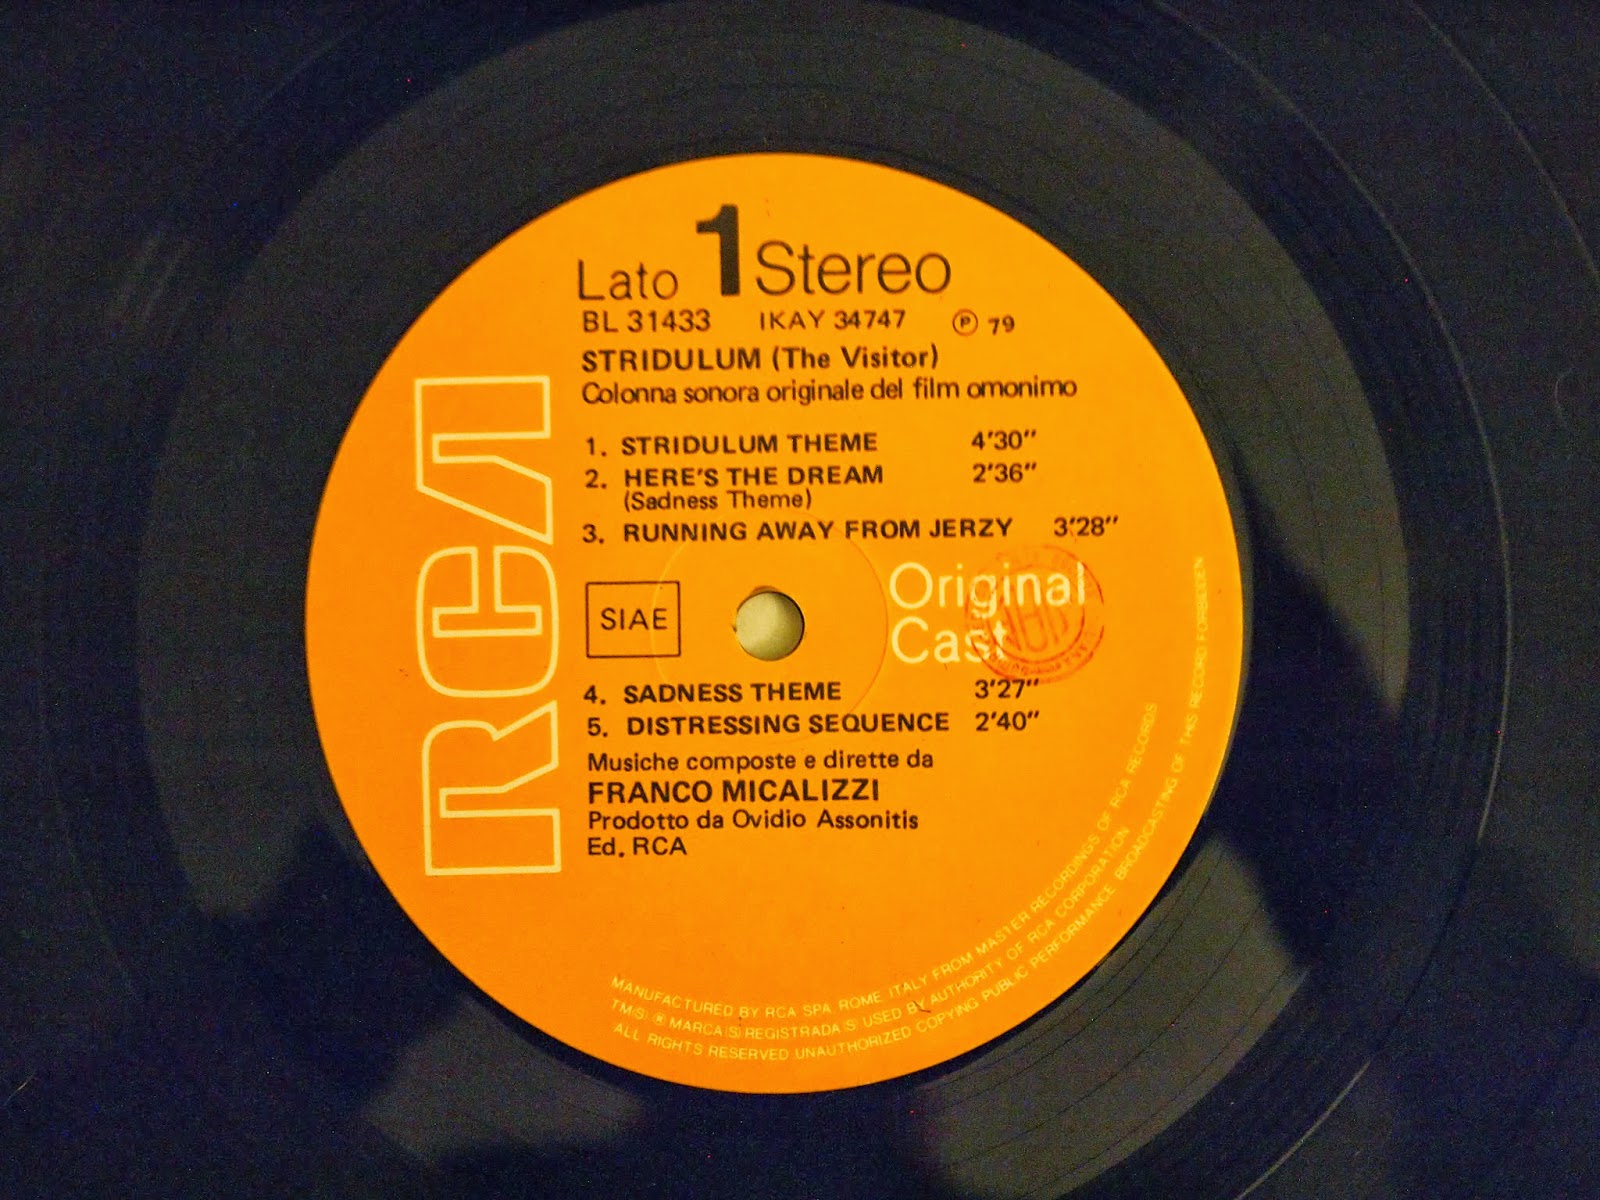 Lato 1 Stereo
BL 31433 IKAY 34747 Ⓟ 79
STRIDULUM (The Visitor)
Colonna sonora originale del film omonimo
1. STRIDULUM THEME 4'30"
2. HERE'S THE DREAM 2'36"
(Sadness Theme)
3. RUNNING AWAY FROM JERZY 3'28"
RCA
SIAE
Original
Cast
4. SADNESS THEME 3'27"
5. DISTRESSING SEQUENCE 2'40"
Musiche composte e dirette da
FRANCO MICALIZZI
Prodotto da Ovidio Assonitis
Ed. RCA
MANUFACTURED BY RCA SPA ROME ITALY FROM MASTER RECORDINGS OF RCA RECORDS
TM(S) ® MARCA(S) REGISTRADA(S) USED BY AUTHORITY OF RCA CORPORATION
ALL RIGHTS RESERVED UNAUTHORIZED COPYING PUBLIC PERFORMANCE BROADCASTING OF THIS RECORD FORBIDDEN